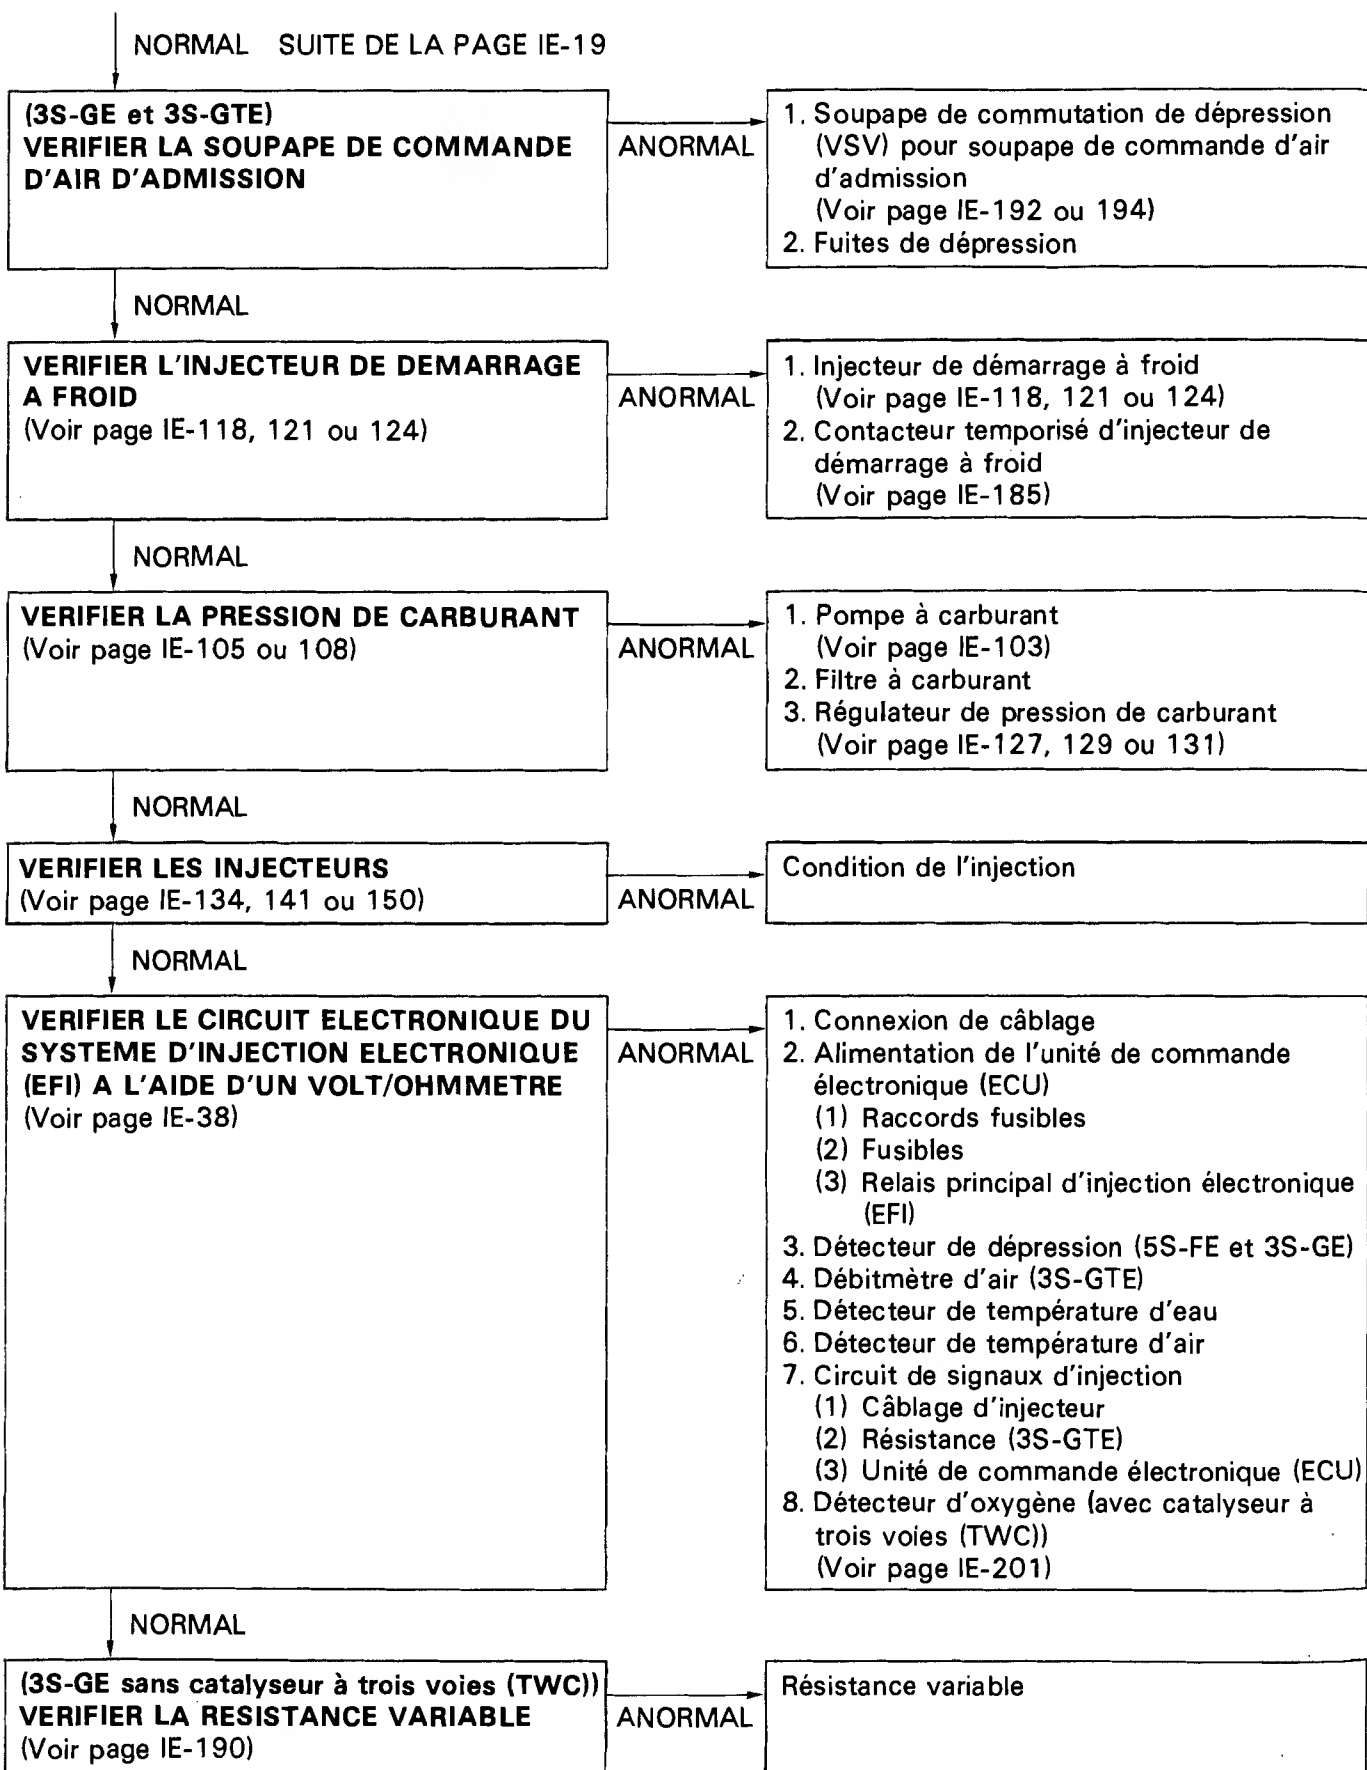 NORMAL SUITE DE LA PAGE IE-19
(3S-GE et 3S-GTE)
VERIFIER LA SOUPAPE DE COMMANDE
D'AIR D'ADMISSION
ANORMAL
1. Soupape de commutation de dépression
(VSV) pour soupape de commande d'air
d'admission
(Voir page IE-192 ou 194)
2. Fuites de dépression
NORMAL
VERIFIER L'INJECTEUR DE DEMARRAGE
A FROID
(Voir page IE-118, 121 ou 124)
ANORMAL
1. Injecteur de démarrage à froid
(Voir page IE-118, 121 ou 124)
2. Contacteur temporisé d'injecteur de
démarrage à froid
(Voir page IE-185)
NORMAL
VERIFIER LA PRESSION DE CARBURANT
(Voir page IE-105 ou 108)
ANORMAL
1. Pompe à carburant
(Voir page IE-103)
2. Filtre à carburant
3. Régulateur de pression de carburant
(Voir page IE-127, 129 ou 131)
NORMAL
VERIFIER LES INJECTEURS
(Voir page IE-134, 141 ou 150)
ANORMAL
Condition de l'injection
NORMAL
VERIFIER LE CIRCUIT ELECTRONIQUE DU
SYSTEME D'INJECTION ELECTRONIQUE
(EFI) A L'AIDE D'UN VOLT/OHMMETRE
(Voir page IE-38)
ANORMAL
1. Connexion de câblage
2. Alimentation de l'unité de commande
électronique (ECU)
(1) Raccords fusibles
(2) Fusibles
(3) Relais principal d'injection électronique
(EFI)
3. Détecteur de dépression (5S-FE et 3S-GE)
4. Débitmètre d'air (3S-GTE)
5. Détecteur de température d'eau
6. Détecteur de température d'air
7. Circuit de signaux d'injection
(1) Câblage d'injecteur
(2) Résistance (3S-GTE)
(3) Unité de commande électronique (ECU)
8. Détecteur d'oxygène (avec catalyseur à
trois voies (TWC))
(Voir page IE-201)
NORMAL
(3S-GE sans catalyseur à trois voies (TWC))
VERIFIER LA RESISTANCE VARIABLE
(Voir page IE-190)
ANORMAL
Résistance variable